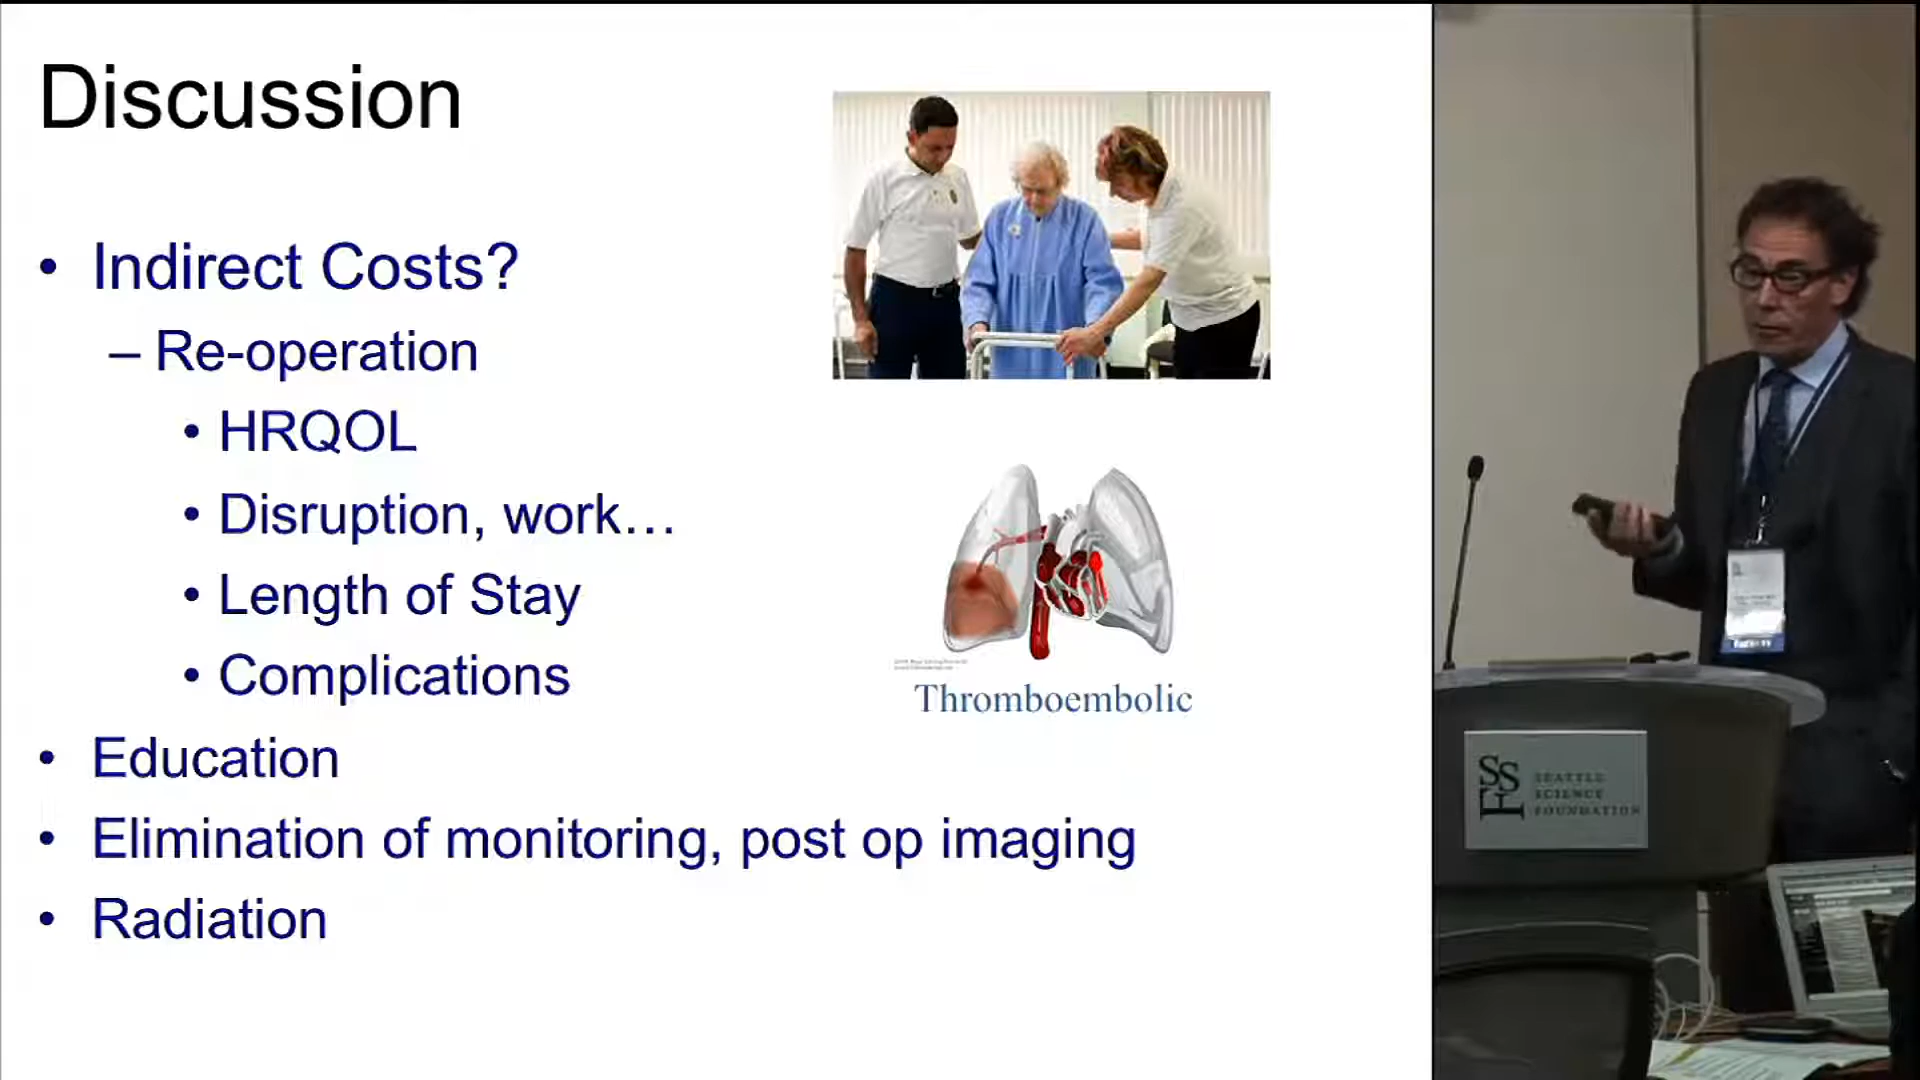 Discussion
• Indirect Costs?
– Re-operation
• HRQOL
• Disruption, work…
• Length of Stay
• Complications
• Education
• Elimination of monitoring, post op imaging
• Radiation
Thromboembolic
SSF
SEATTLE
SCIENCE
FOUNDATION